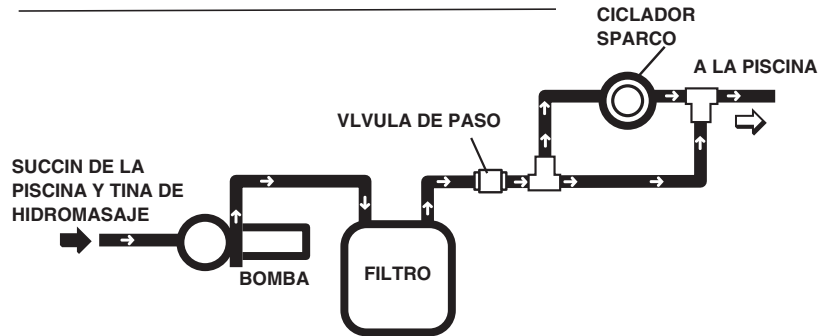 CICLADOR
SPARCO
A LA PISCINA
VLVULA DE PASO
SUCCIN DE LA
PISCINA Y TINA DE
HIDROMASAJE
BOMBA
FILTRO